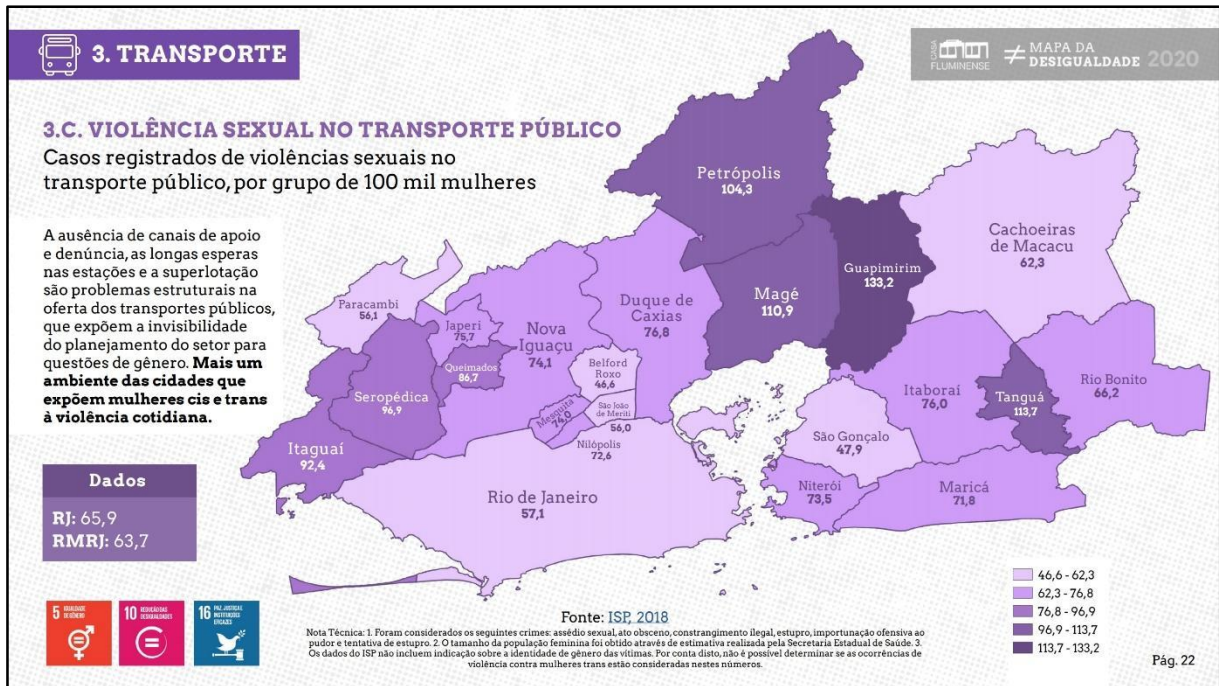 3. TRANSPORTE
CASA
FLUMINENSE
≠ MAPA DA
DESIGUALDADE 2020
3.C. VIOLÊNCIA SEXUAL NO TRANSPORTE PÚBLICO
Casos registrados de violências sexuais no
transporte público, por grupo de 100 mil mulheres
A ausência de canais de apoio
e denúncia, as longas esperas
nas estações e a superlotação
são problemas estruturais na
oferta dos transportes públicos,
que expõem a invisibilidade
do planejamento do setor para
questões de gênero. Mais um
ambiente das cidades que
expõem mulheres cis e trans
à violência cotidiana.
Petrópolis
104,3
Cachoeiras
de Macacu
62,3
Guapimirim
133,2
Magé
110,9
Duque de
Caxias
76,8
Paracambi
56,1
Japeri
75,7
Nova
Iguaçu
74,1
Queimados
86,7
Belford
Roxo
46,6
Seropédica
96,9
Mesquita
74,0
São João
de Meriti
56,0
Nilópolis
72,6
Itaguaí
92,4
Rio de Janeiro
57,1
Itaboraí
76,0
Tanguá
113,7
Rio Bonito
66,2
São Gonçalo
47,9
Niterói
73,5
Maricá
71,8
Dados
RJ: 65,9
RMRJ: 63,7
46,6 - 62,3
62,3 - 76,8
76,8 - 96,9
96,9 - 113,7
113,7 - 133,2
5 IGUALDADE
DE GÊNERO
10 REDUÇÃO DAS
DESIGUALDADES
16 PAZ, JUSTIÇA E
INSTITUIÇÕES
EFICAZES
Fonte: ISP, 2018
Nota Técnica: 1. Foram considerados os seguintes crimes: assédio sexual, ato obsceno, constrangimento ilegal, estupro, importunação ofensiva ao
pudor e tentativa de estupro. 2. O tamanho da população feminina foi obtido através de estimativa realizada pela Secretaria Estadual de Saúde. 3.
Os dados do ISP não incluem indicação sobre a identidade de gênero das vítimas. Por conta disto, não é possível determinar se as ocorrências de
violência contra mulheres trans estão consideradas nestes números.
Pág. 22